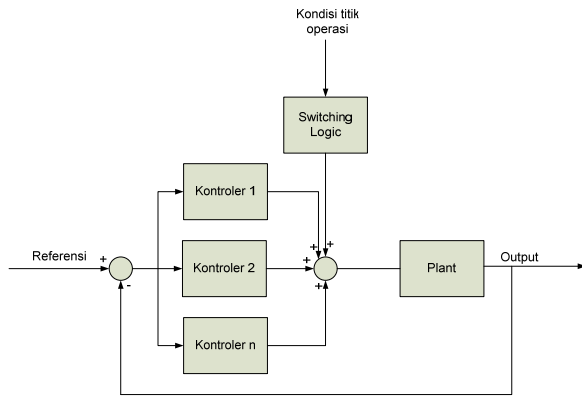 Kondisi titik
operasi
Switching
Logic
Kontroler 1
Referensi
+
-
Kontroler 2
+
+
+
+
Plant
Output
Kontroler n